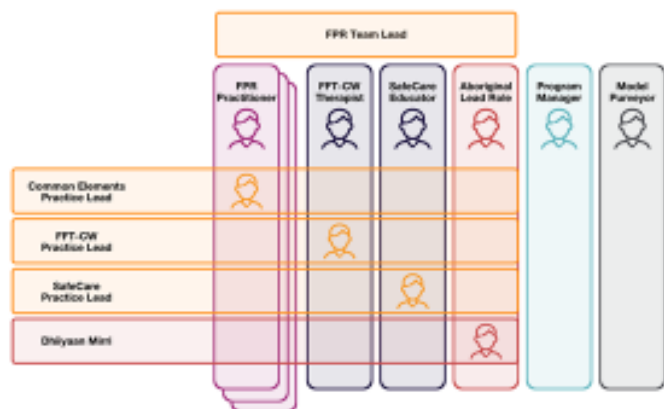 FPR Team Lead
FPR
Practitioner
FFT-CW
Therapist
SafeCare
Educator
Aboriginal
Lead Role
Program
Manager
Model
Purveyor
Common Elements
Practice Lead
FFT-CW
Practice Lead
SafeCare
Practice Lead
Dhiiyaan Mirri